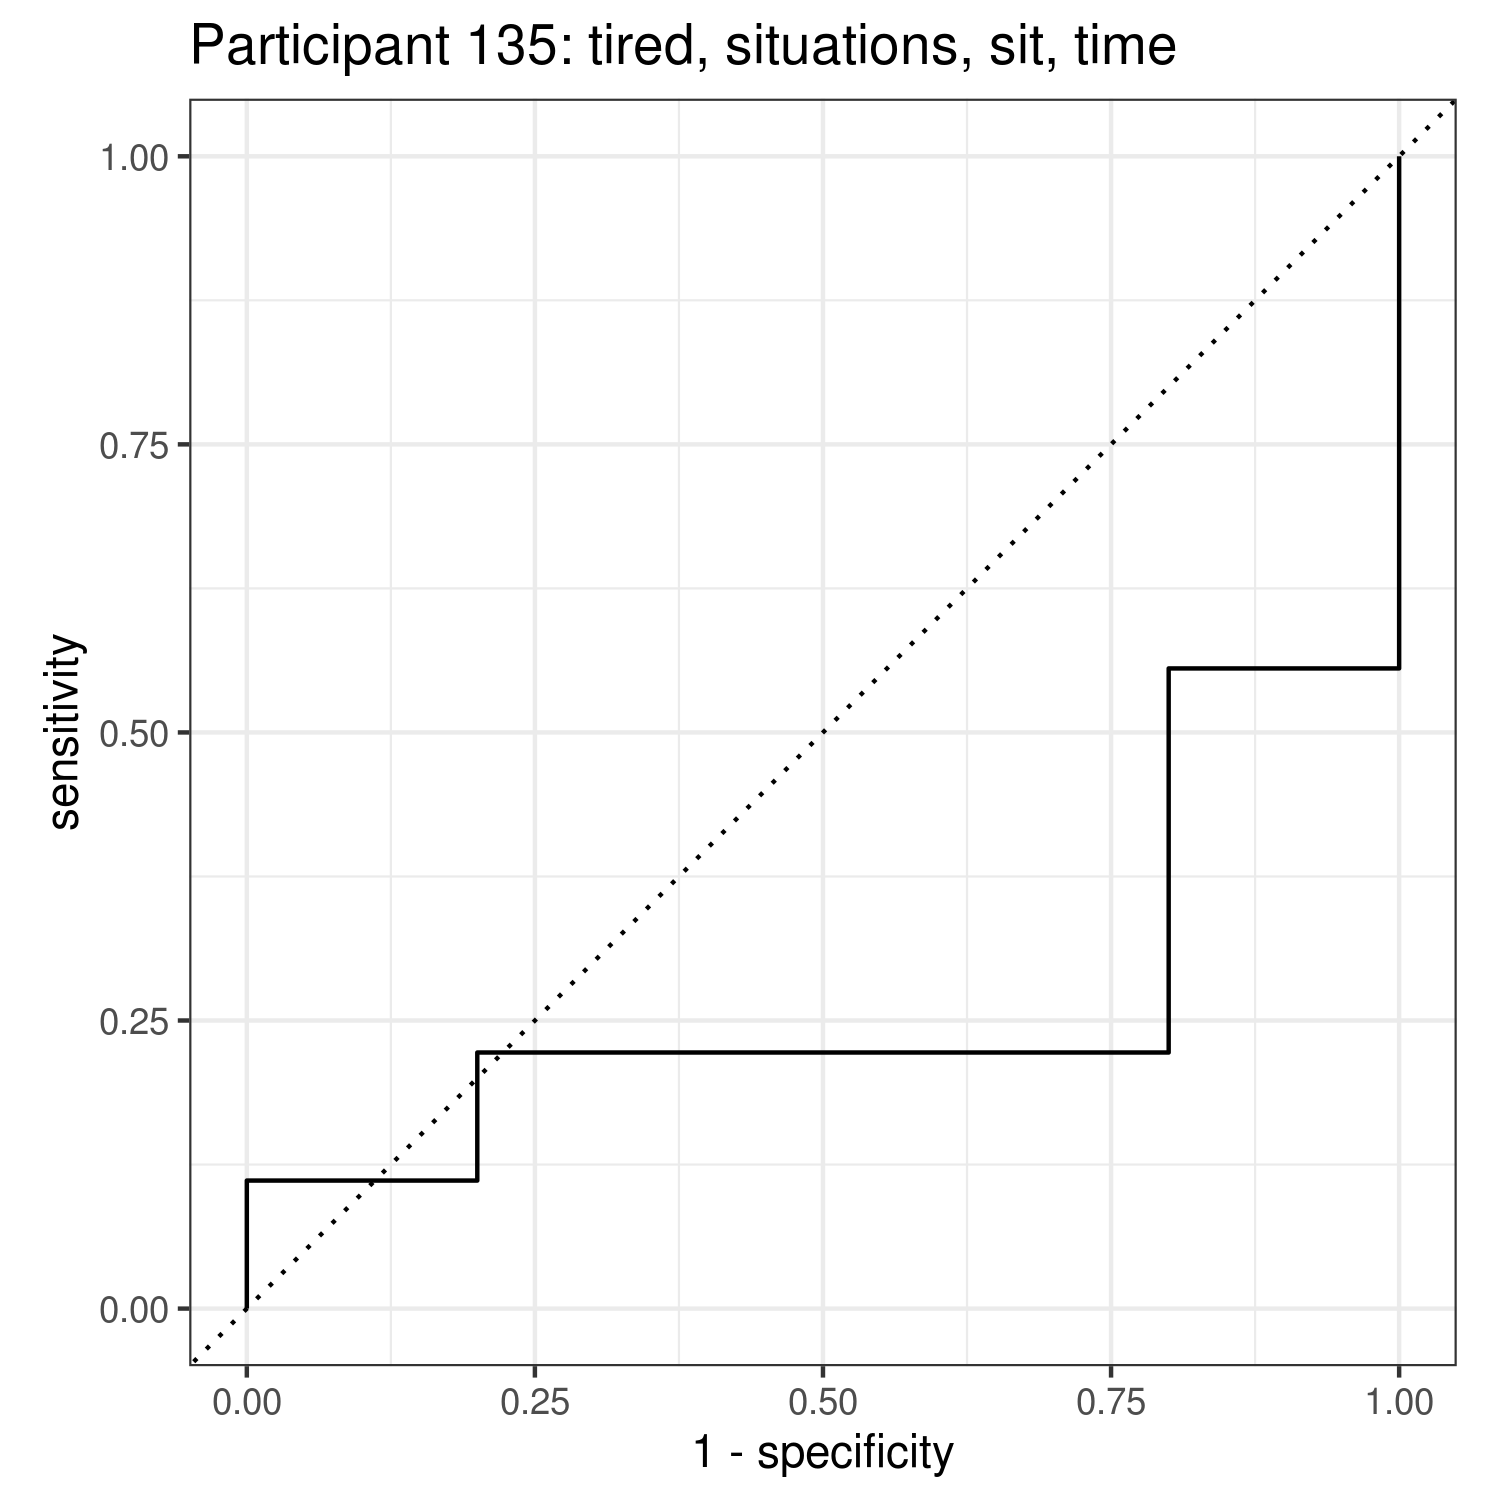 Participant 135: tired, situations, sit, time
1.00
0.75
0.50
0.25
0.00
sensitivity
0.00 0.25 0.50 0.75 1.00
1 - specificity